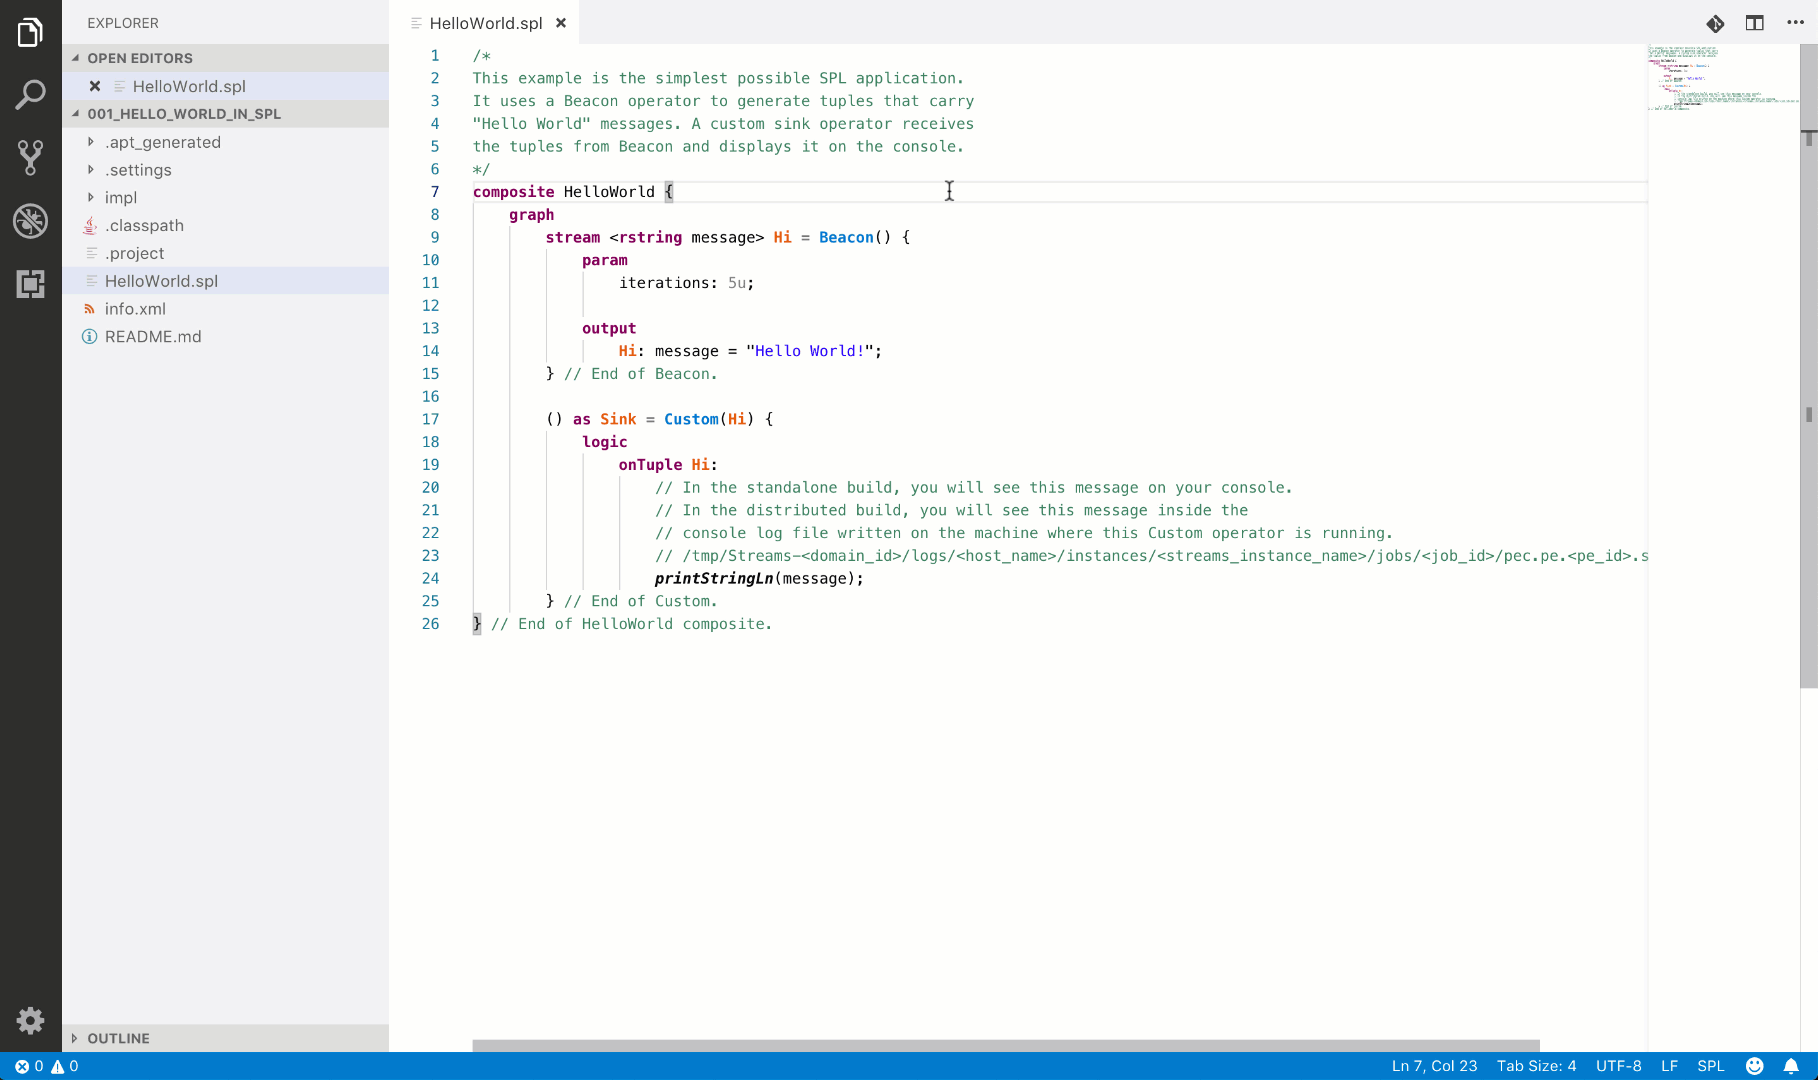 EXPLORER
OPEN EDITORS
HelloWorld.spl
001_HELLO_WORLD_IN_SPL
.apt_generated
.settings
impl
.classpath
.project
HelloWorld.spl
info.xml
README.md
OUTLINE
HelloWorld.spl
1 /*
2 This example is the simplest possible SPL application.
3 It uses a Beacon operator to generate tuples that carry
4 "Hello World" messages. A custom sink operator receives
5 the tuples from Beacon and displays it on the console.
6 */
7 composite HelloWorld {
8 graph
9 stream <rstring message> Hi = Beacon() {
10 param
11 iterations: 5u;
12
13 output
14 Hi: message = "Hello World!";
15 } // End of Beacon.
16
17 () as Sink = Custom(Hi) {
18 logic
19 onTuple Hi:
20 // In the standalone build, you will see this message on your console.
21 // In the distributed build, you will see this message inside the
22 // console log file written on the machine where this Custom operator is running.
23 // /tmp/Streams-<domain_id>/logs/<host_name>/instances/<streams_instance_name>/jobs/<job_id>/pec.pe.<pe_id>.s
24 printStringLn(message);
25 } // End of Custom.
26 } // End of HelloWorld composite.
0 0
Ln 7, Col 23 Tab Size: 4 UTF-8 LF SPL